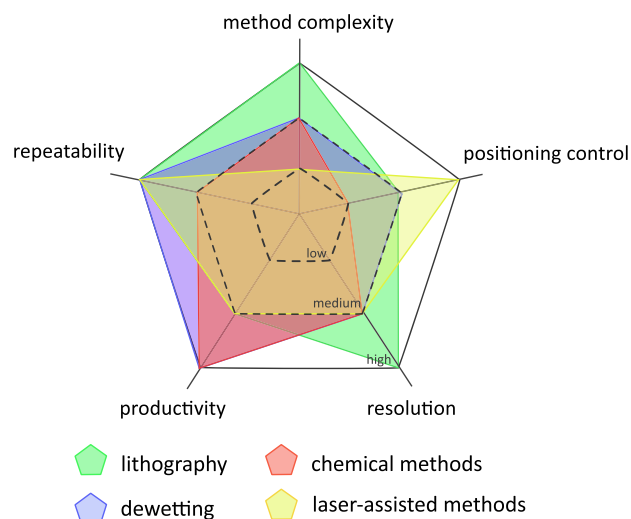 method complexity
repeatability
positioning control
low
medium
high
productivity
resolution
lithography
chemical methods
dewetting
laser-assisted methods